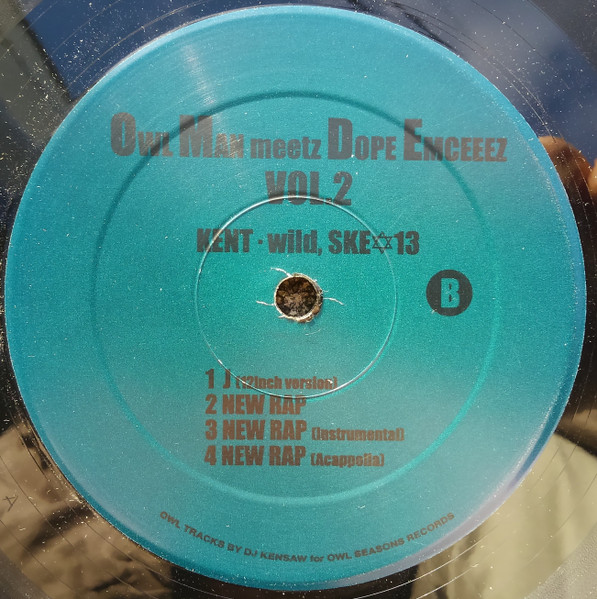 OWL MAN meetz DOPE EMCEEEZ
VOL.2
KENT・wild, SKE✡13
B
1 J (12inch version)
2 NEW RAP
3 NEW RAP (Instrumental)
4 NEW RAP (Acappella)
OWL TRACKS BY DJ KENSAW for OWL SEASONS RECORDS